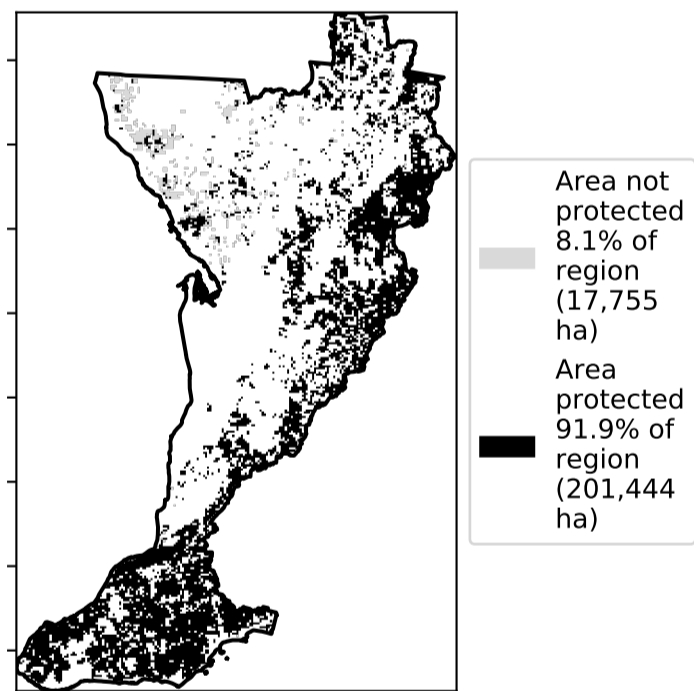 Area not
protected
8.1% of
region
(17,755
ha)
Area
protected
91.9% of
region
(201,444
ha)